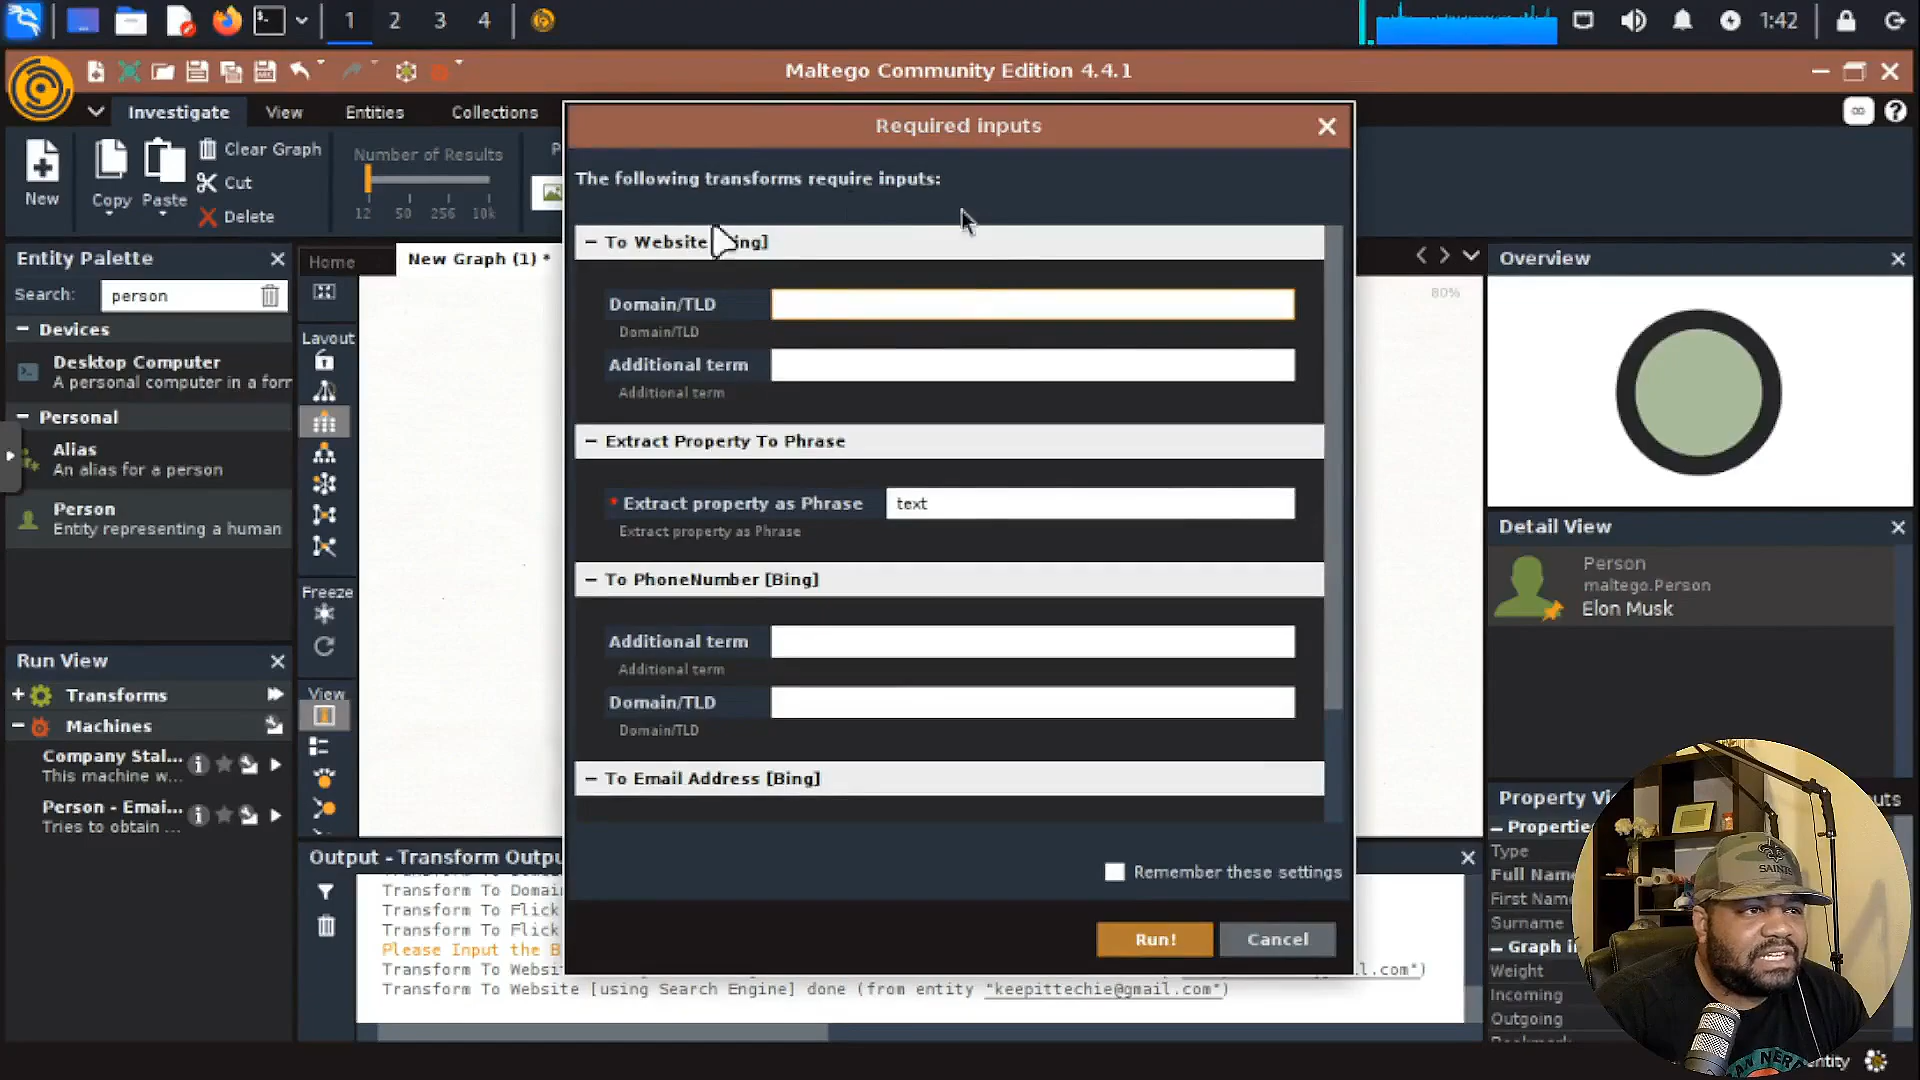 1 2 3 4
1:42
Maltego Community Edition 4.4.1
Investigate View Entities Collections
New
Copy
Paste
Clear Graph
Cut
Delete
Number of Results
12 50 256 10k
Required inputs
The following transforms require inputs:
To Website
Domain/TLD
Domain/TLD
Additional term
Additional term
Extract Property To Phrase
* Extract property as Phrase text
Extract property as Phrase
To PhoneNumber [Bing]
Additional term
Additional term
Domain/TLD
Domain/TLD
To Email Address [Bing]
Remember these settings
Run! Cancel
Entity Palette
Search: person
Devices
Desktop Computer
A personal computer in a forr
Personal
Alias
An alias for a person
Person
Entity representing a human
Run View
Transforms
Machines
Company Stal...
This machine w...
Person - Emai...
Tries to obtain ...
Home New Graph (1) *
Layout
Freeze
View
80%
Overview
Detail View
Person
maltego.Person
Elon Musk
Property Vi
Properties
Type
Full Name
First Name
Surname
Graph in
Weight
Incoming
Outgoing
Output - Transform Outpu
Transform To Domai
Transform To Flick
Transform To Flick
Please Input the B
Transform To Websi l.com")
Transform To Website [using Search Engine] done (from entity "keepittechie@gmail.com")
SAINTS